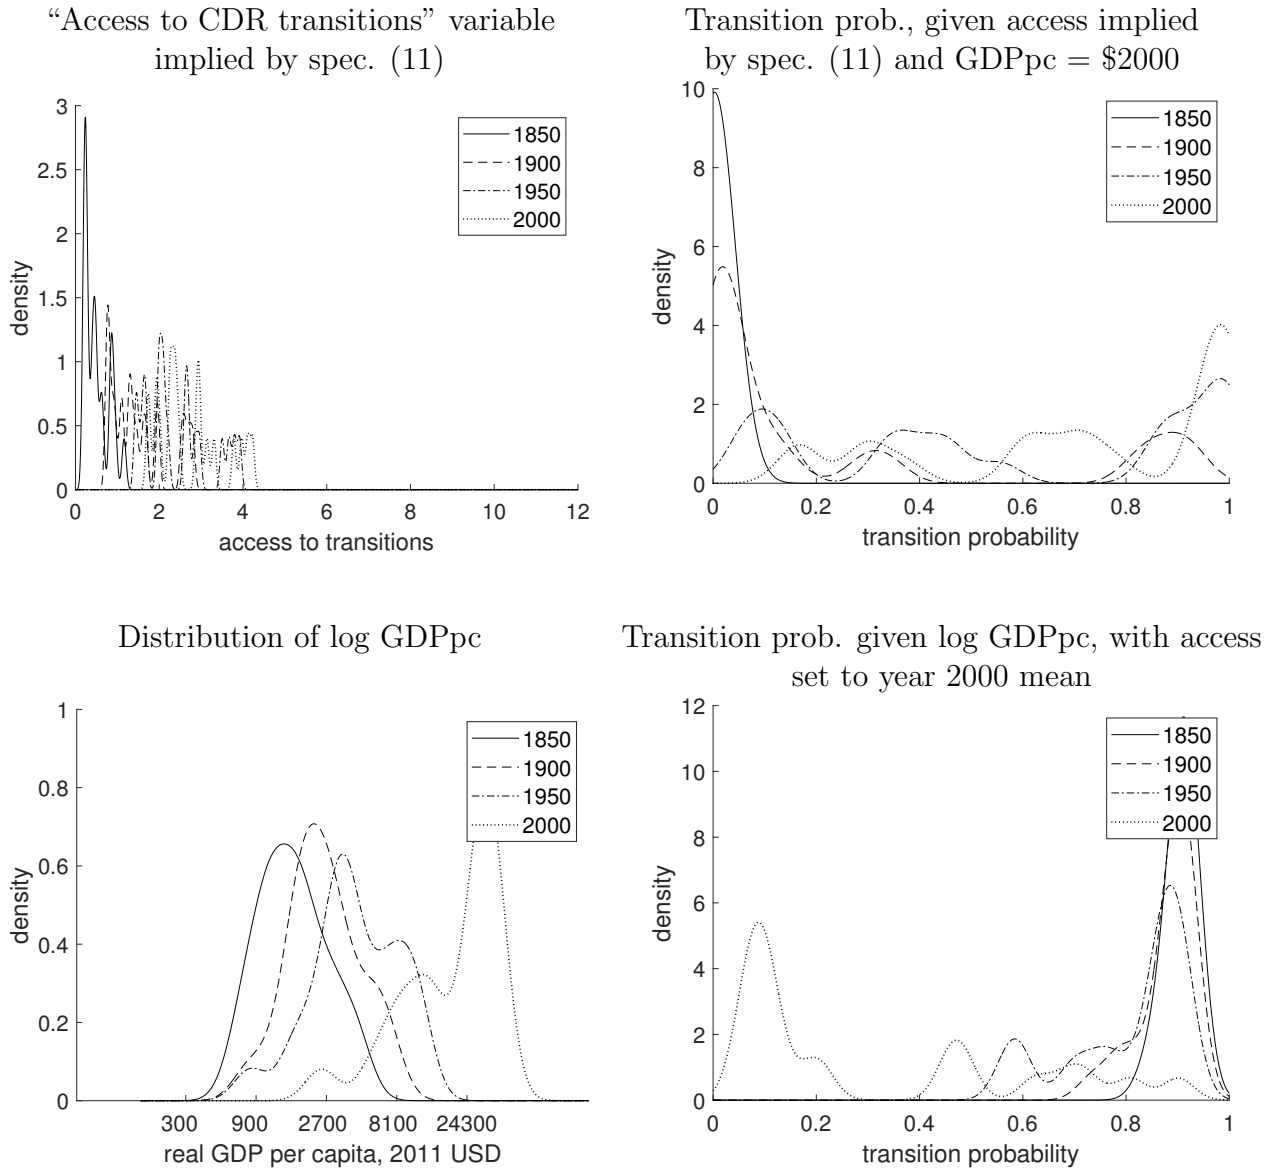 “Access to CDR transitions” variable
implied by spec. (11)
3
2.5
2
1.5
1
0.5
0
density
1850
1900
1950
2000
0 2 4 6 8 10 12
access to transitions
Transition prob., given access implied
by spec. (11) and GDPpc = $2000
10
8
6
4
2
0
density
1850
1900
1950
2000
0 0.2 0.4 0.6 0.8 1
transition probability
Distribution of log GDPpc
1
0.8
0.6
0.4
0.2
0
density
1850
1900
1950
2000
300 900 2700 8100 24300
real GDP per capita, 2011 USD
Transition prob. given log GDPpc, with access
set to year 2000 mean
12
10
8
6
4
2
0
density
1850
1900
1950
2000
0 0.2 0.4 0.6 0.8 1
transition probability